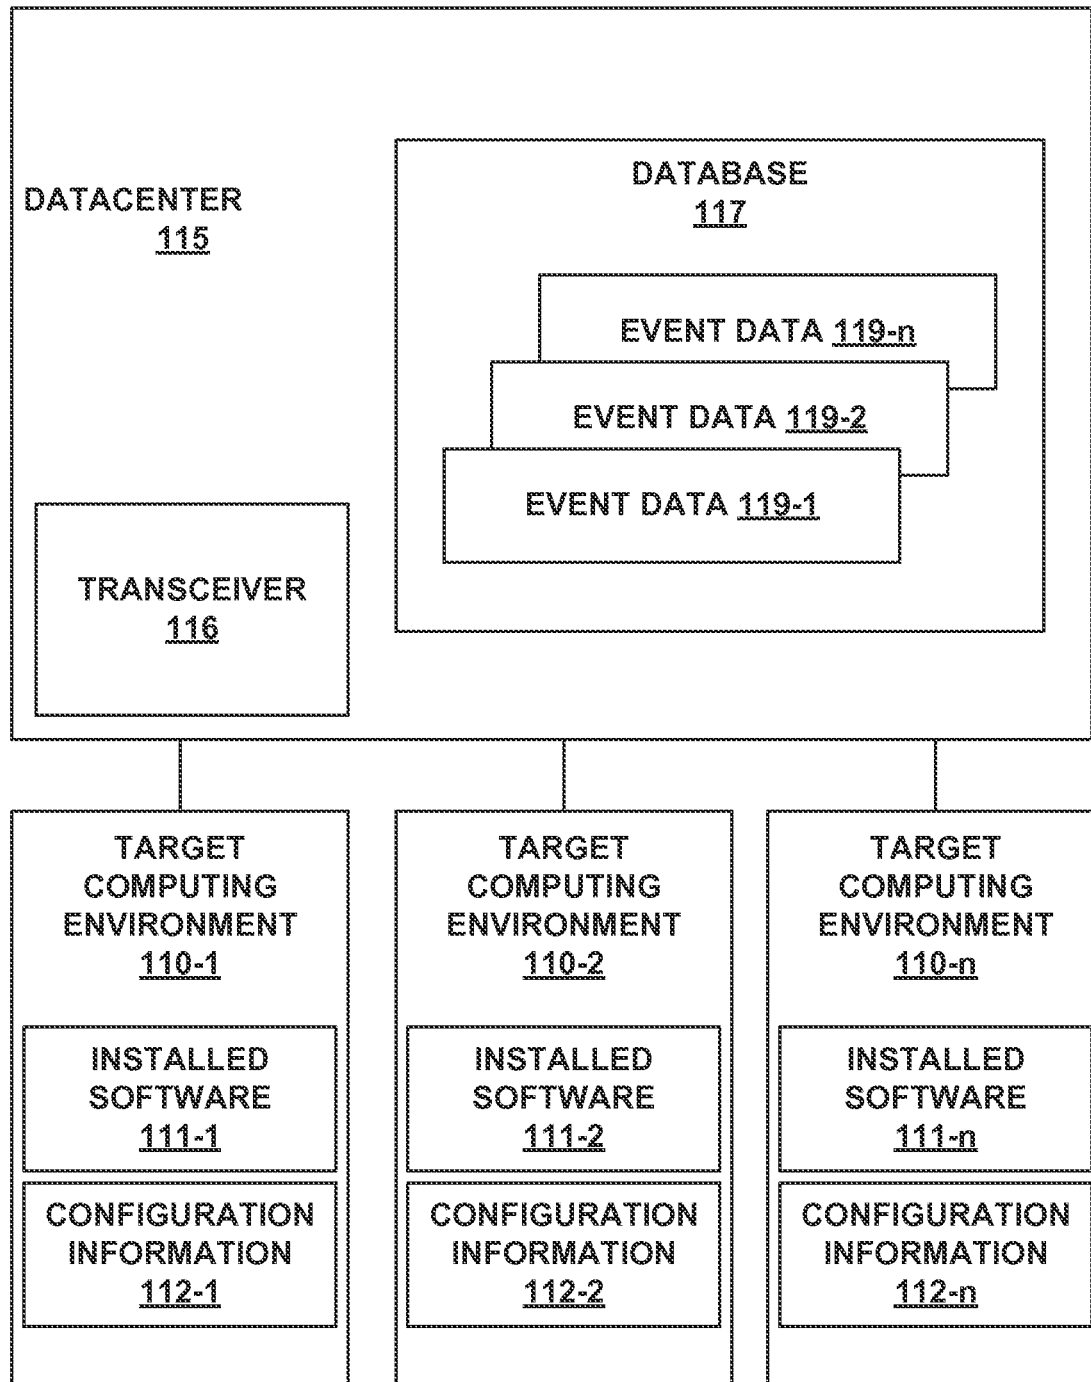 DATACENTER
115
DATABASE
117
EVENT DATA 119-n
EVENT DATA 119-2
EVENT DATA 119-1
TRANSCEIVER
116
TARGET
COMPUTING
ENVIRONMENT
110-1
INSTALLED
SOFTWARE
111-1
CONFIGURATION
INFORMATION
112-1
TARGET
COMPUTING
ENVIRONMENT
110-2
INSTALLED
SOFTWARE
111-2
CONFIGURATION
INFORMATION
112-2
TARGET
COMPUTING
ENVIRONMENT
110-n
INSTALLED
SOFTWARE
111-n
CONFIGURATION
INFORMATION
112-n